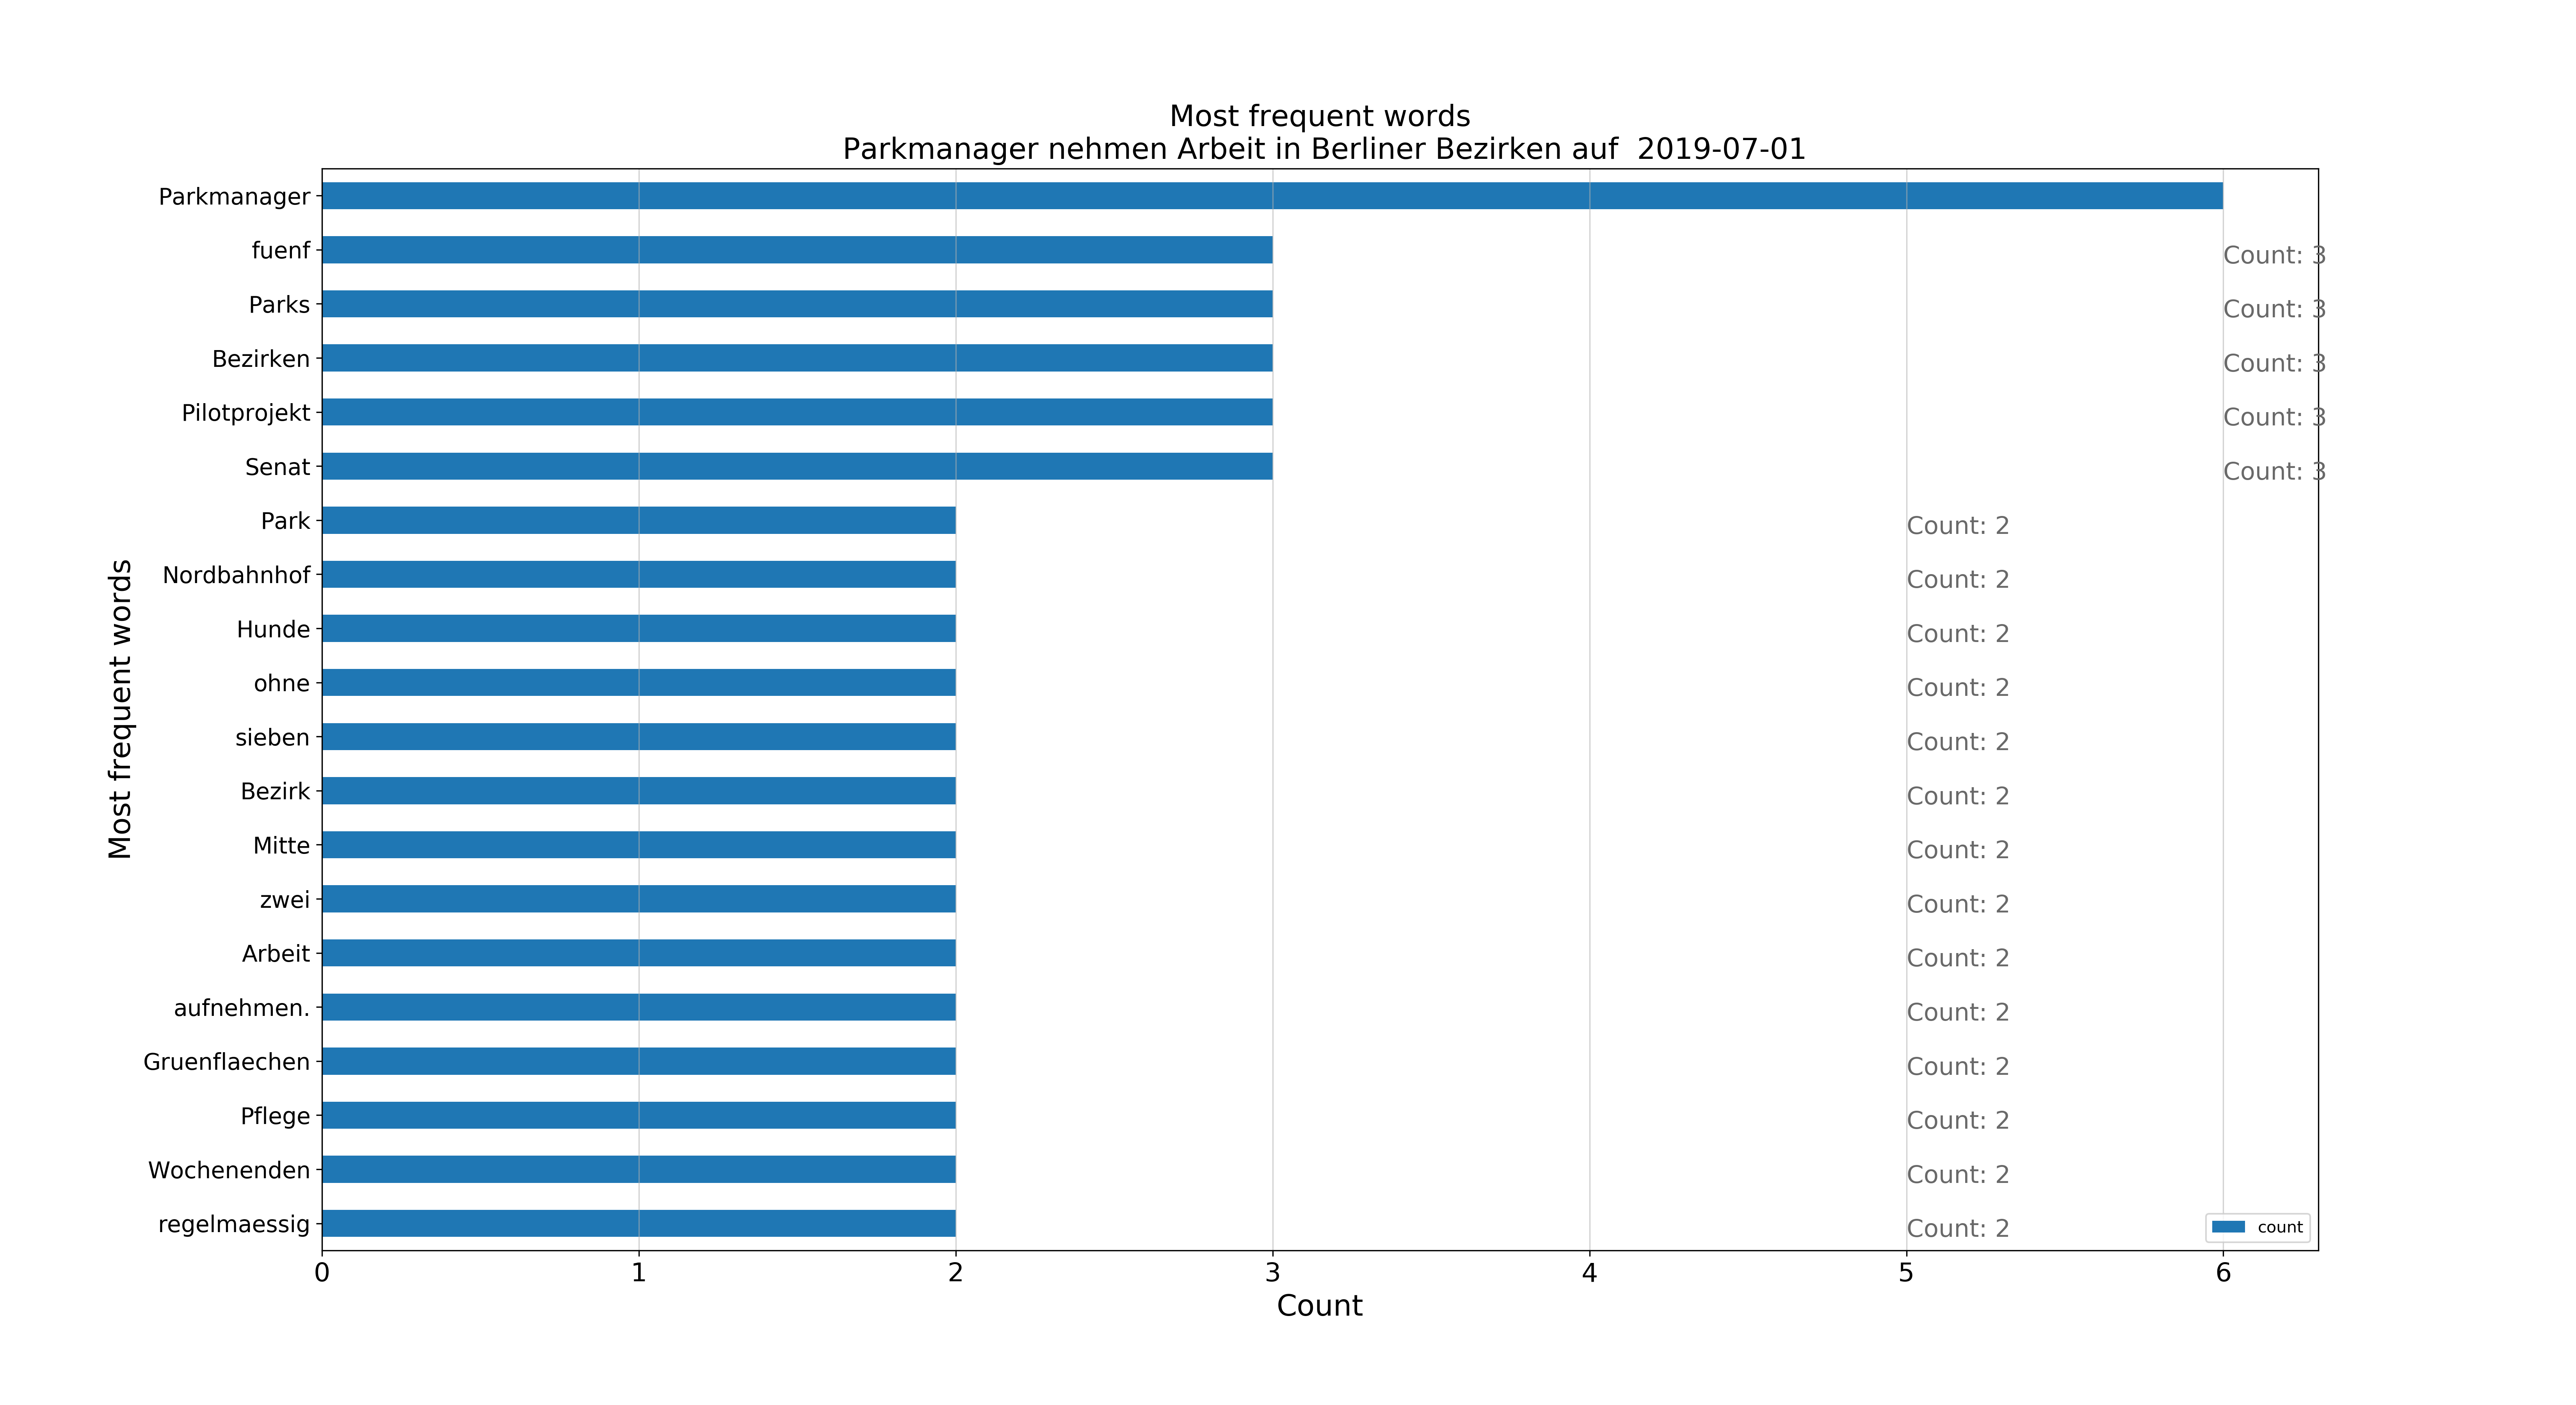 Most frequent words
Parkmanager nehmen Arbeit in Berliner Bezirken auf  2019-07-01
Most frequent words
Parkmanager
fuenf Count: 3
Parks Count: 3
Bezirken Count: 3
Pilotprojekt Count: 3
Senat Count: 3
Park Count: 2
Nordbahnhof Count: 2
Hunde Count: 2
ohne Count: 2
sieben Count: 2
Bezirk Count: 2
Mitte Count: 2
zwei Count: 2
Arbeit Count: 2
aufnehmen. Count: 2
Gruenflaechen Count: 2
Pflege Count: 2
Wochenenden Count: 2
regelmaessig Count: 2
count
0 1 2 3 4 5 6
Count